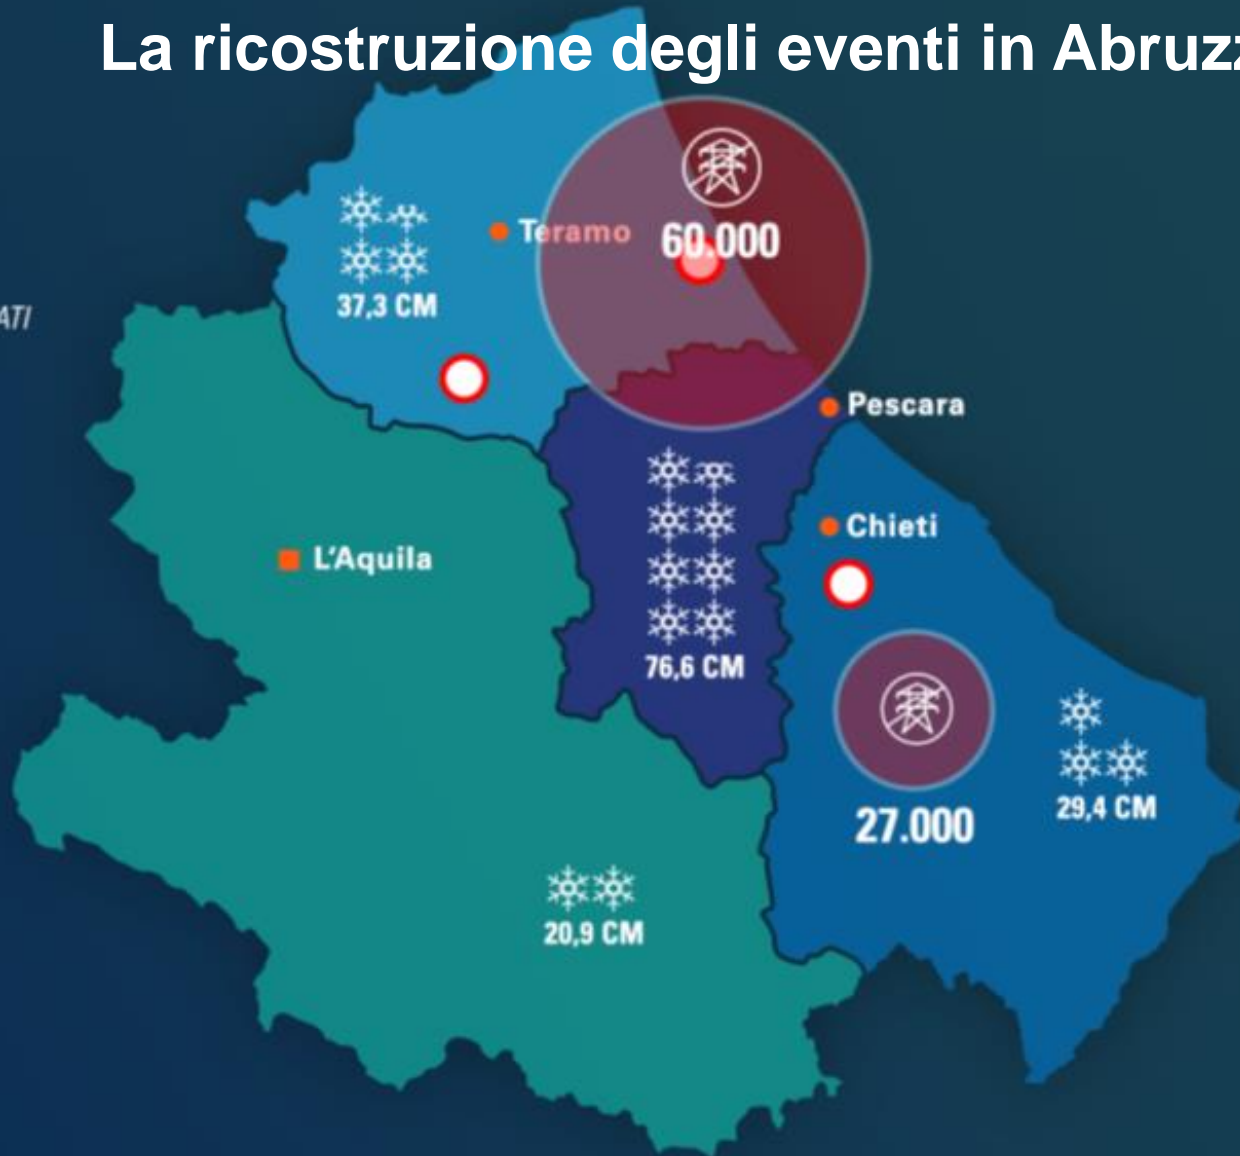 La ricostruzione degli eventi in Abruzz
60.000
Teramo
37,3 CM
ATI
Pescara
Chieti
L'Aquila
76,6 CM
29,4 CM
27.000
20,9 CM